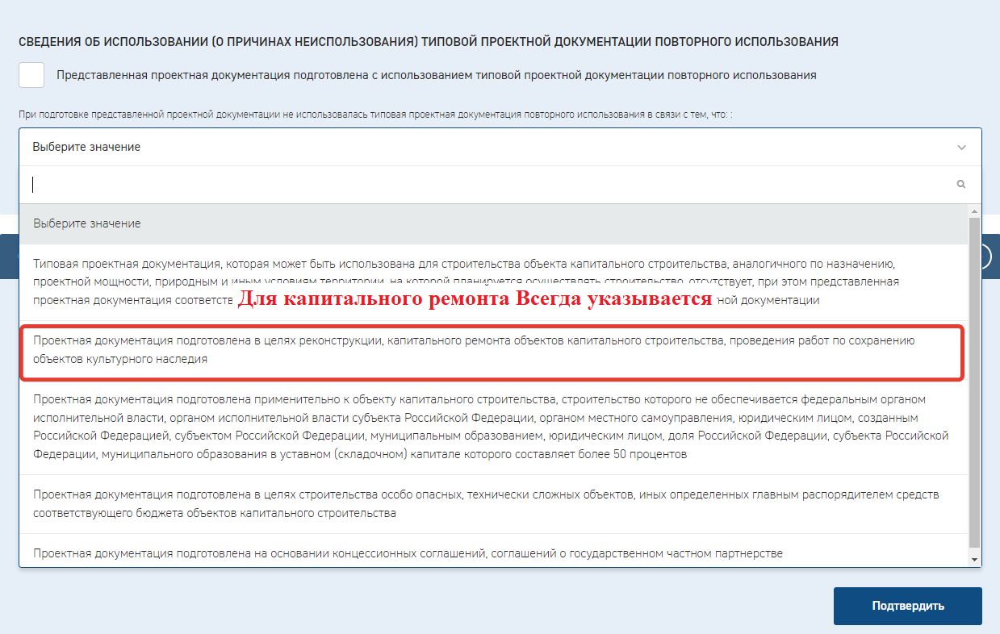 СВЕДЕНИЯ ОБ ИСПОЛЬЗОВАНИИ (О ПРИЧИНАХ НЕИСПОЛЬЗОВАНИЯ) ТИПОВОЙ ПРОЕКТНОЙ ДОКУМЕНТАЦИИ ПОВТОРНОГО ИСПОЛЬЗОВАНИЯ
Представленная проектная документация подготовлена с использованием типовой проектной документации повторного использования
При подготовке представленной проектной документации не использовалась типовая проектная документация повторного использования в связи с тем, что: :
Выберите значение
Выберите значение
Типовая проектная документация, которая может быть использована для строительства объекта капитального строительства, аналогичного по назначению,
проектной мощности, природным и иным условиям территории, на которой планируется осуществлять строительство, отсутствует, при этом представленная
проектная документация соответств
Для капитального ремонта Всегда указывается
ной документации
Проектная документация подготовлена в целях реконструкции, капитального ремонта объектов капитального строительства, проведения работ по сохранению
объектов культурного наследия
Проектная документация подготовлена применительно к объекту капитального строительства, строительство которого не обеспечивается федеральным органом
исполнительной власти, органом исполнительной власти субъекта Российской Федерации, органом местного самоуправления, юридическим лицом, созданным
Российской Федерацией, субъектом Российской Федерации, муниципальным образованием, юридическим лицом, доля Российской Федерации, субъекта Российской
Федерации, муниципального образования в уставном (складочном) капитале которого составляет более 50 процентов
Проектная документация подготовлена в целях строительства особо опасных, технически сложных объектов, иных определенных главным распорядителем средств
соответствующего бюджета объектов капитального строительства
Проектная документация подготовлена на основании концессионных соглашений, соглашений о государственном частном партнерстве
Подтвердить